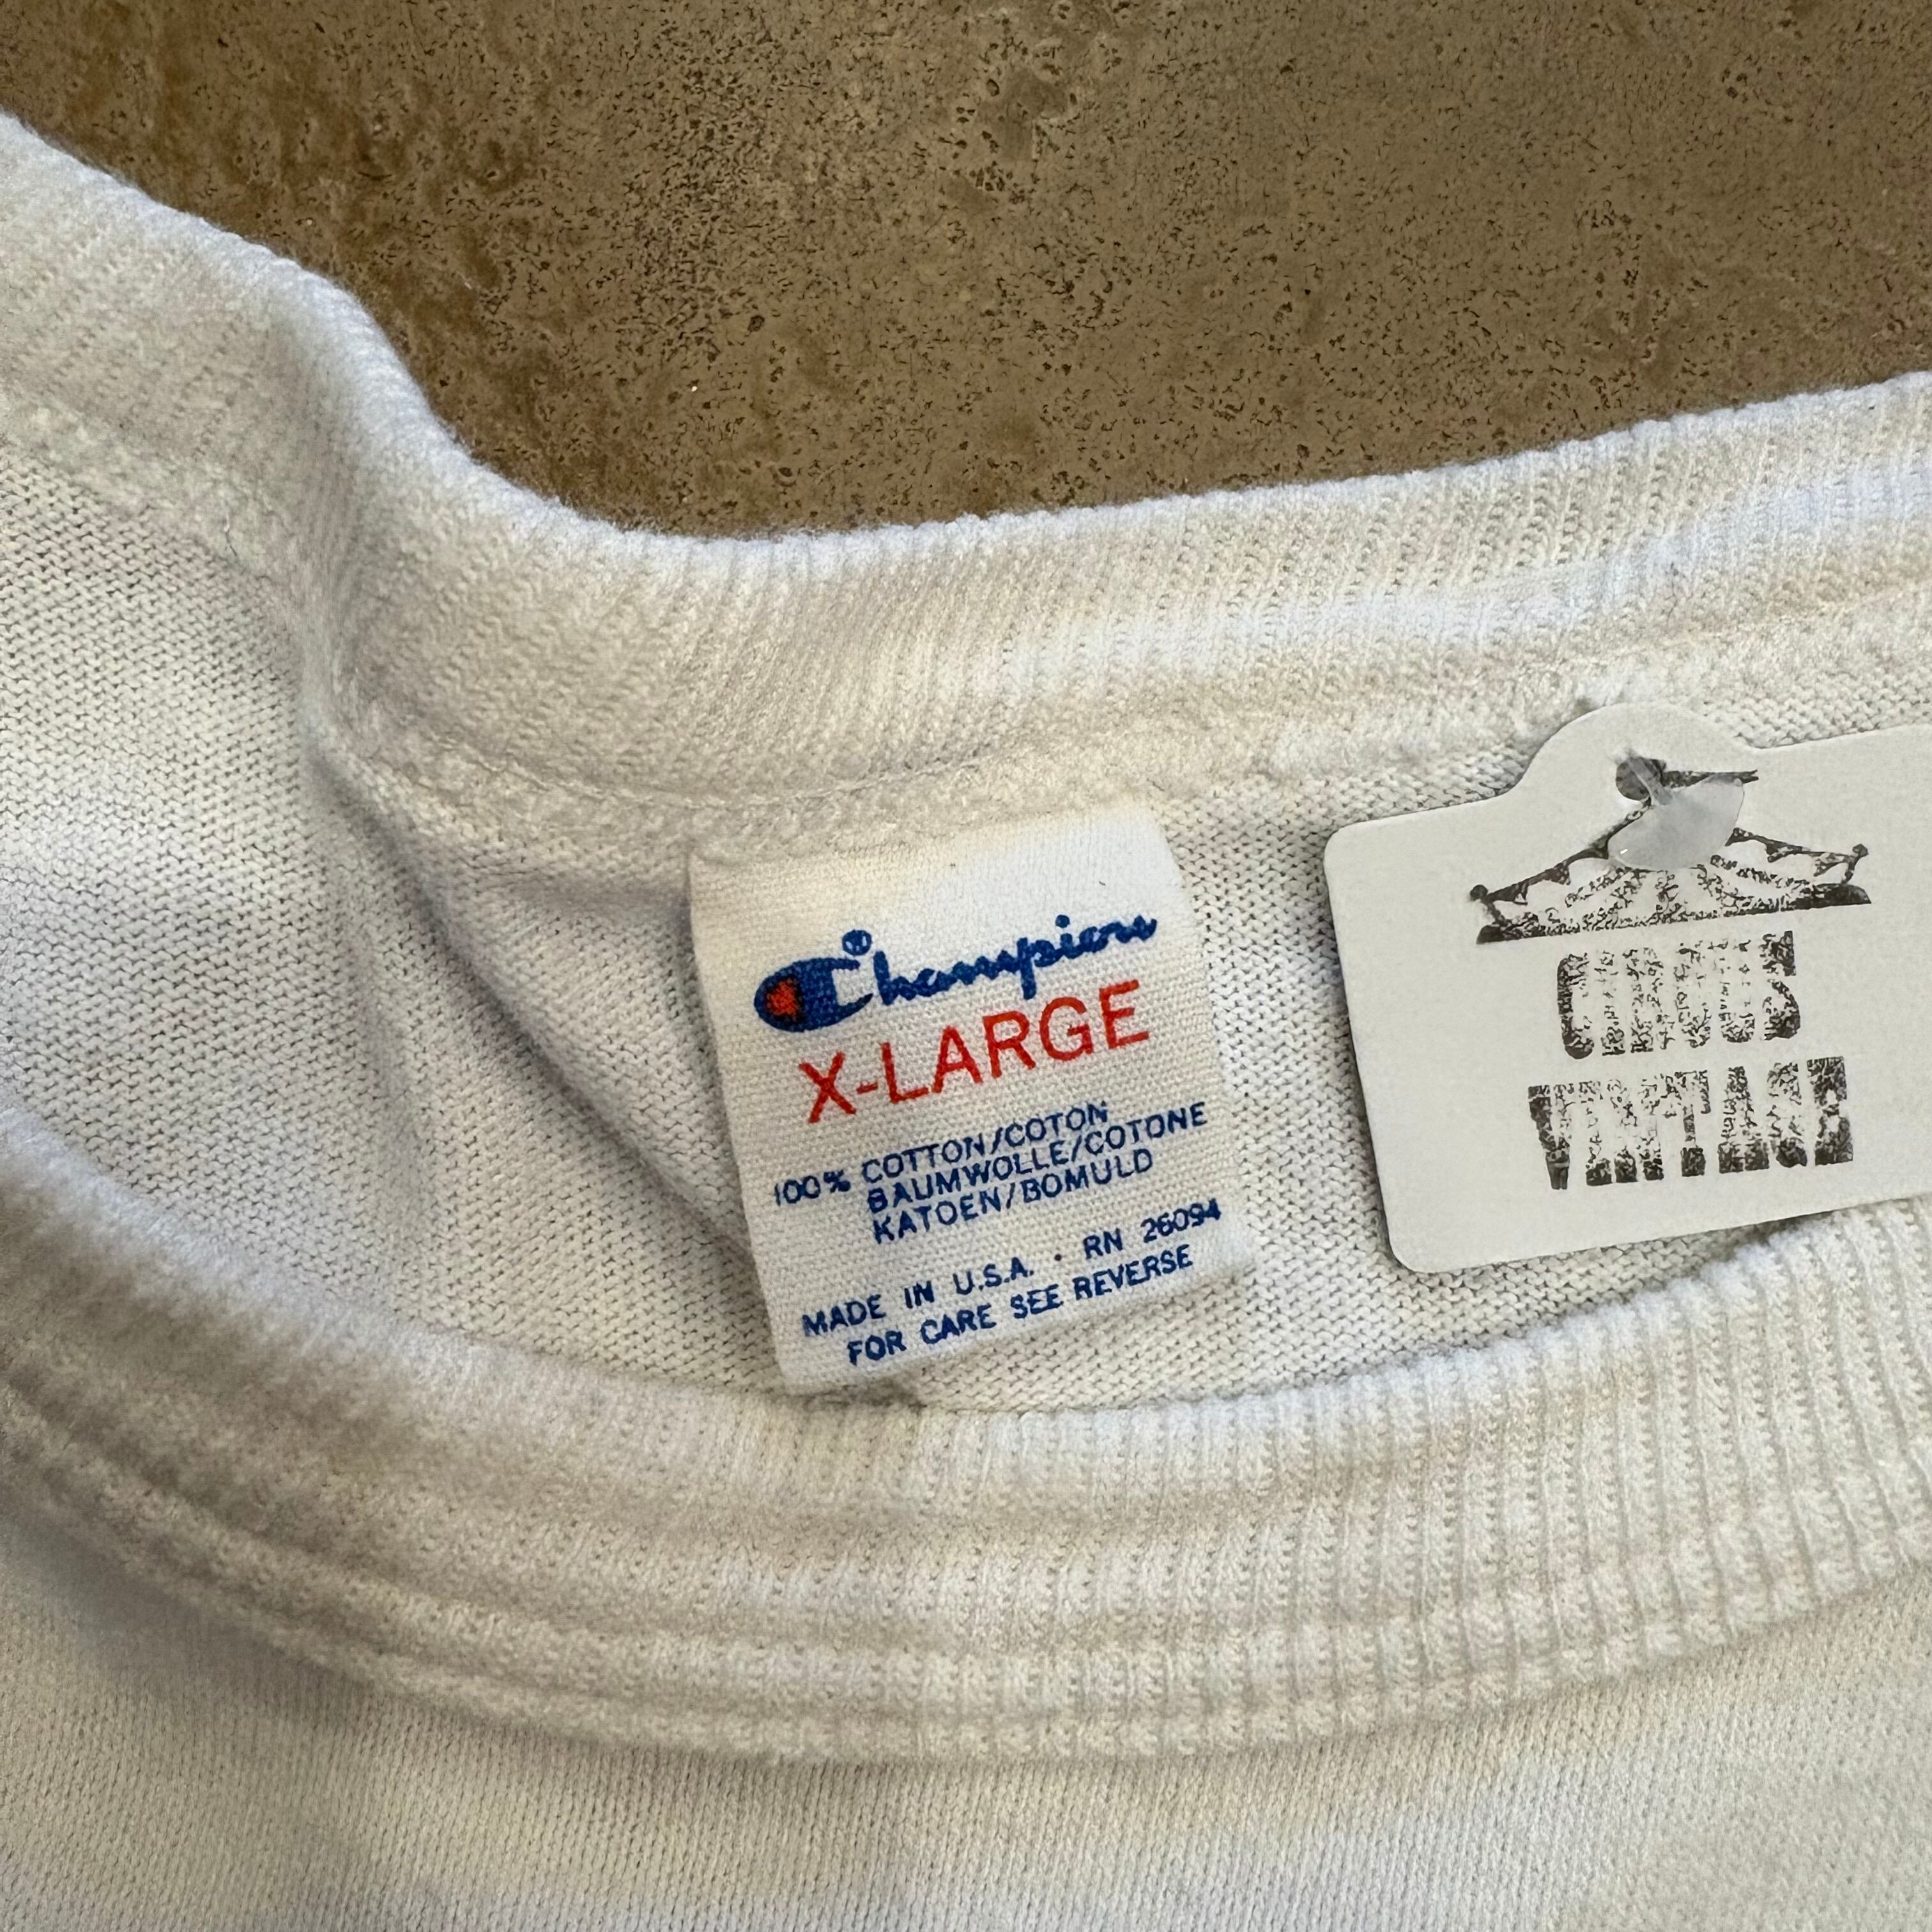 Champion®
X-LARGE
100% COTTON/COTON
BAUMWOLLE/COTONE
KATOEN/BOMULD
MADE IN U.S.A. · RN 26094
FOR CARE SEE REVERSE
VINTAGE